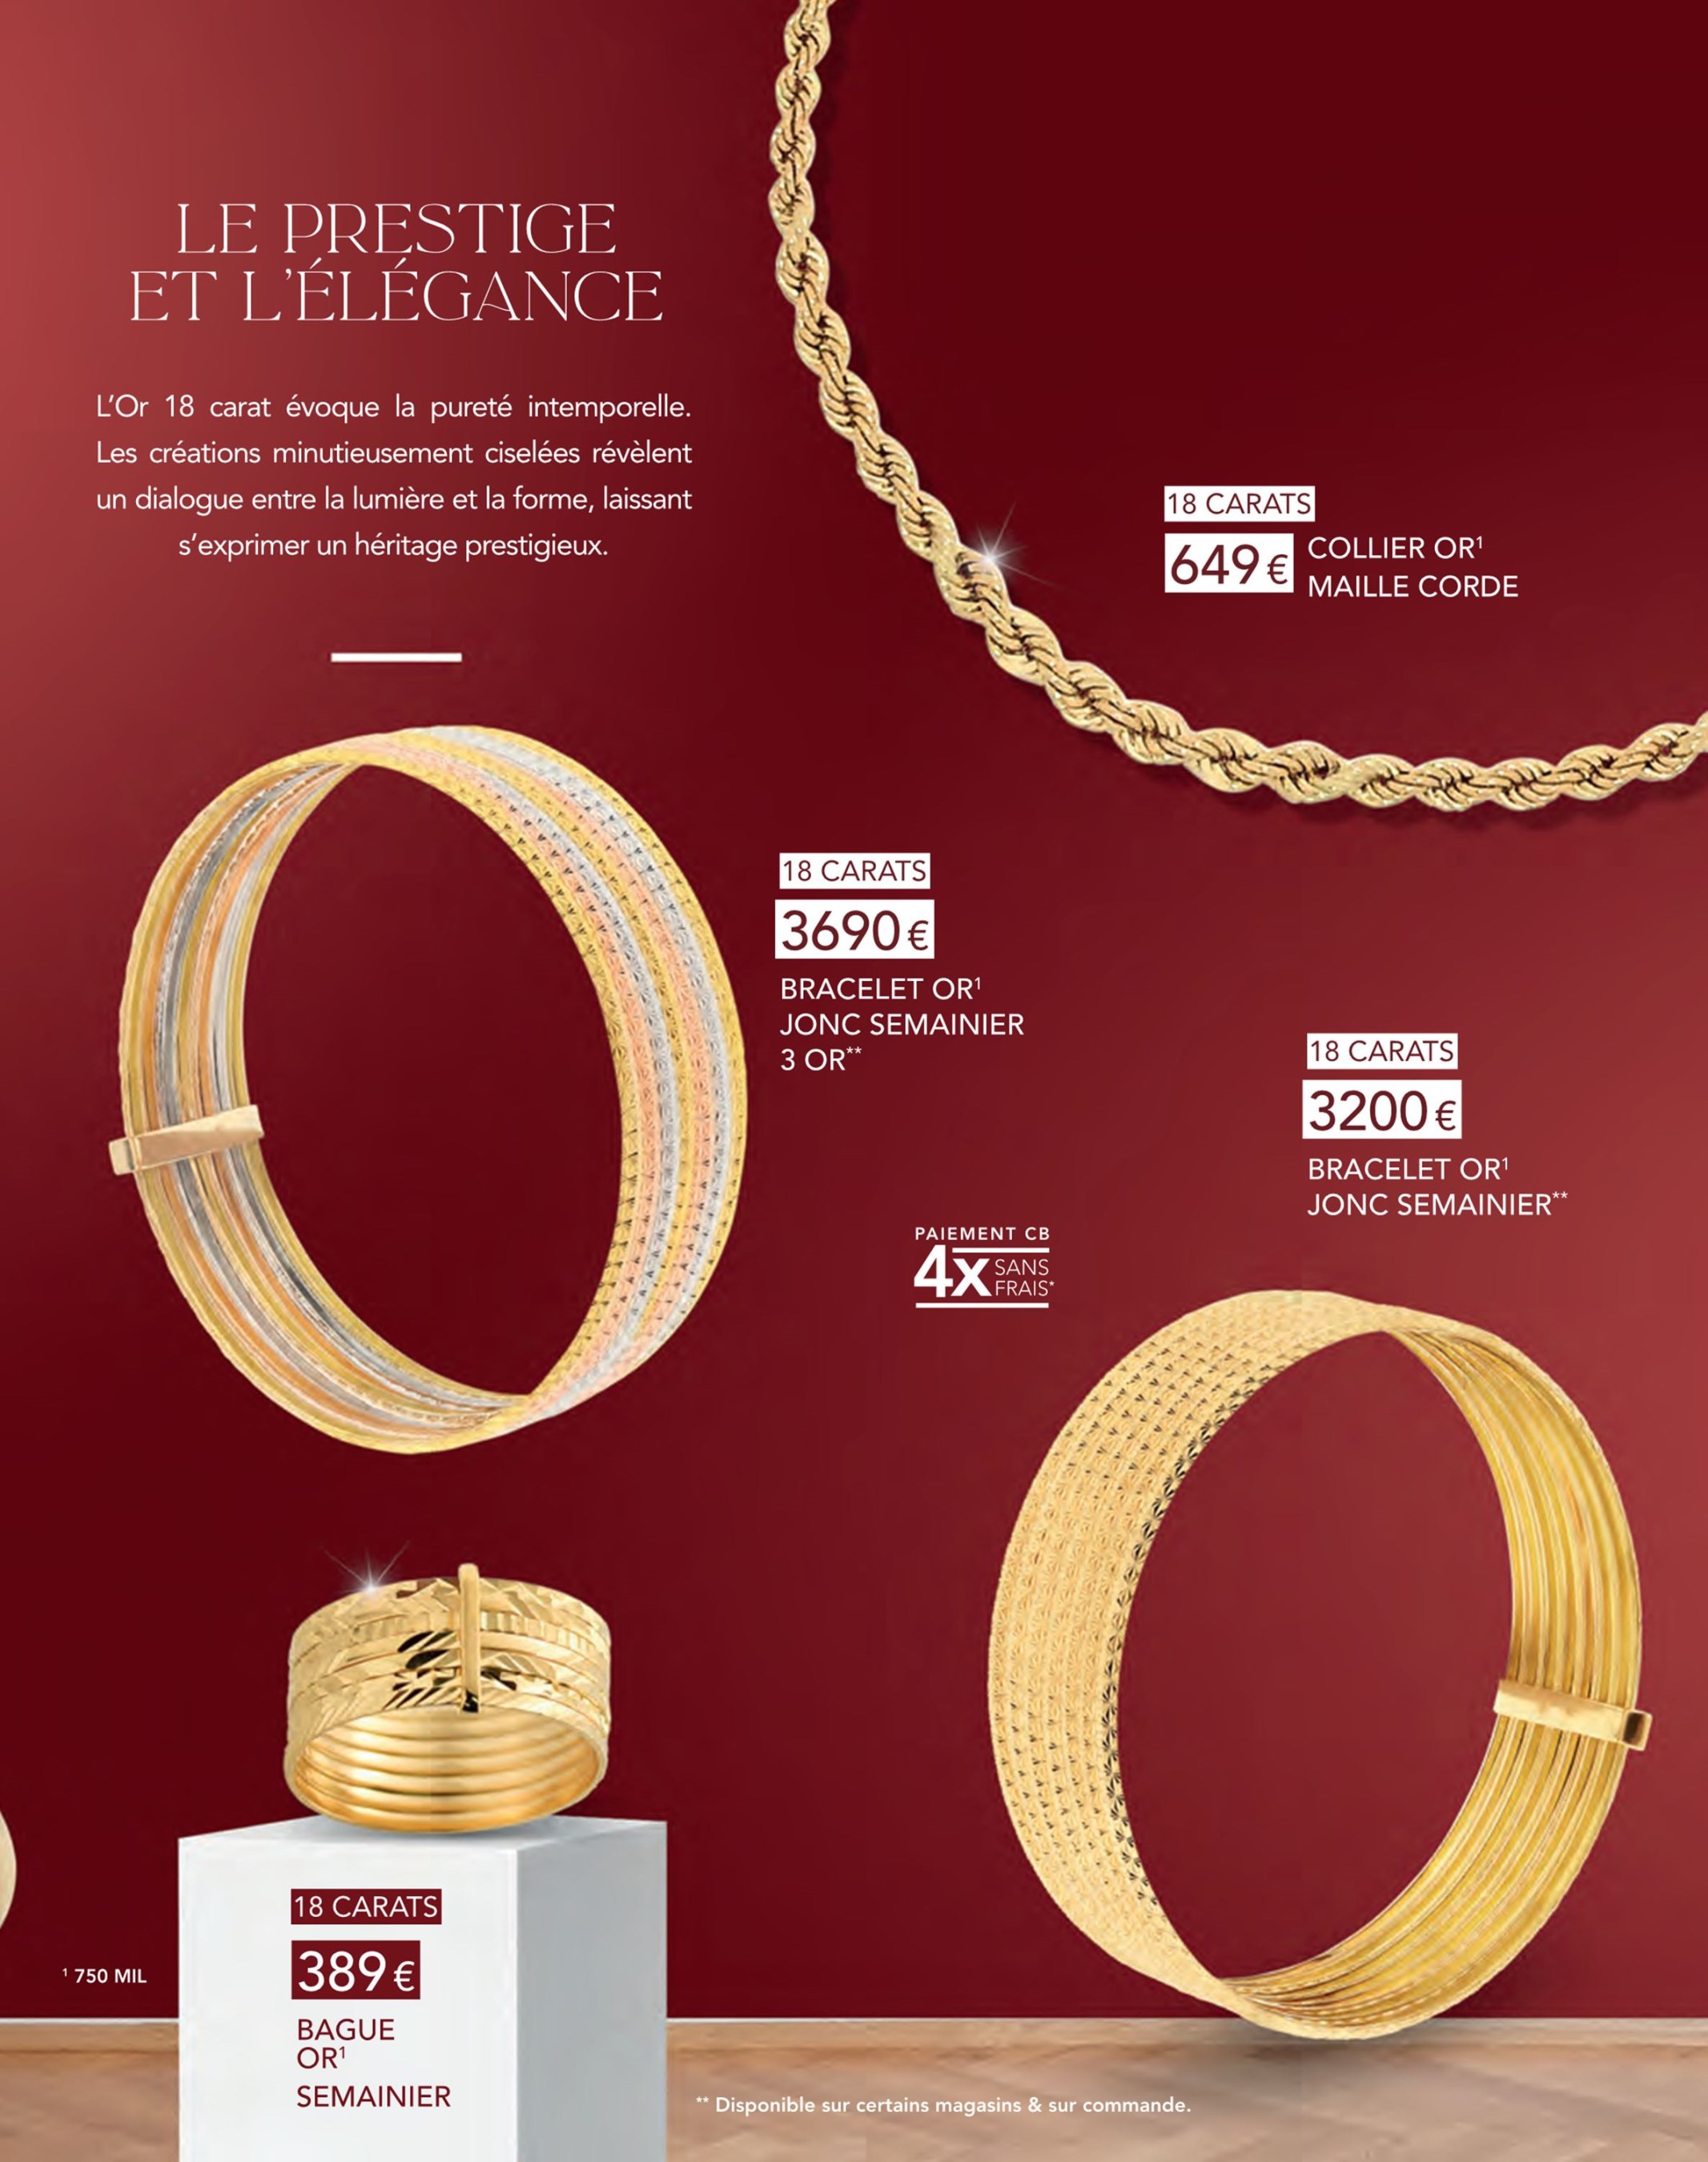 LE PRESTIGE
ET L'ÉLÉGANCE
L'Or 18 carat évoque la pureté intemporelle.
Les créations minutieusement ciselées révèlent
un dialogue entre la lumière et la forme, laissant
s'exprimer un héritage prestigieux.
18 CARATS
649 €
COLLIER OR¹
MAILLE CORDE
18 CARATS
3690 €
BRACELET OR¹
JONC SEMAINIER
3 OR**
18 CARATS
3200 €
BRACELET OR¹
JONC SEMAINIER**
PAIEMENT CB
4X SANS
FRAIS*
18 CARATS
389 €
BAGUE
OR¹
SEMAINIER
¹ 750 MIL
** Disponible sur certains magasins & sur commande.